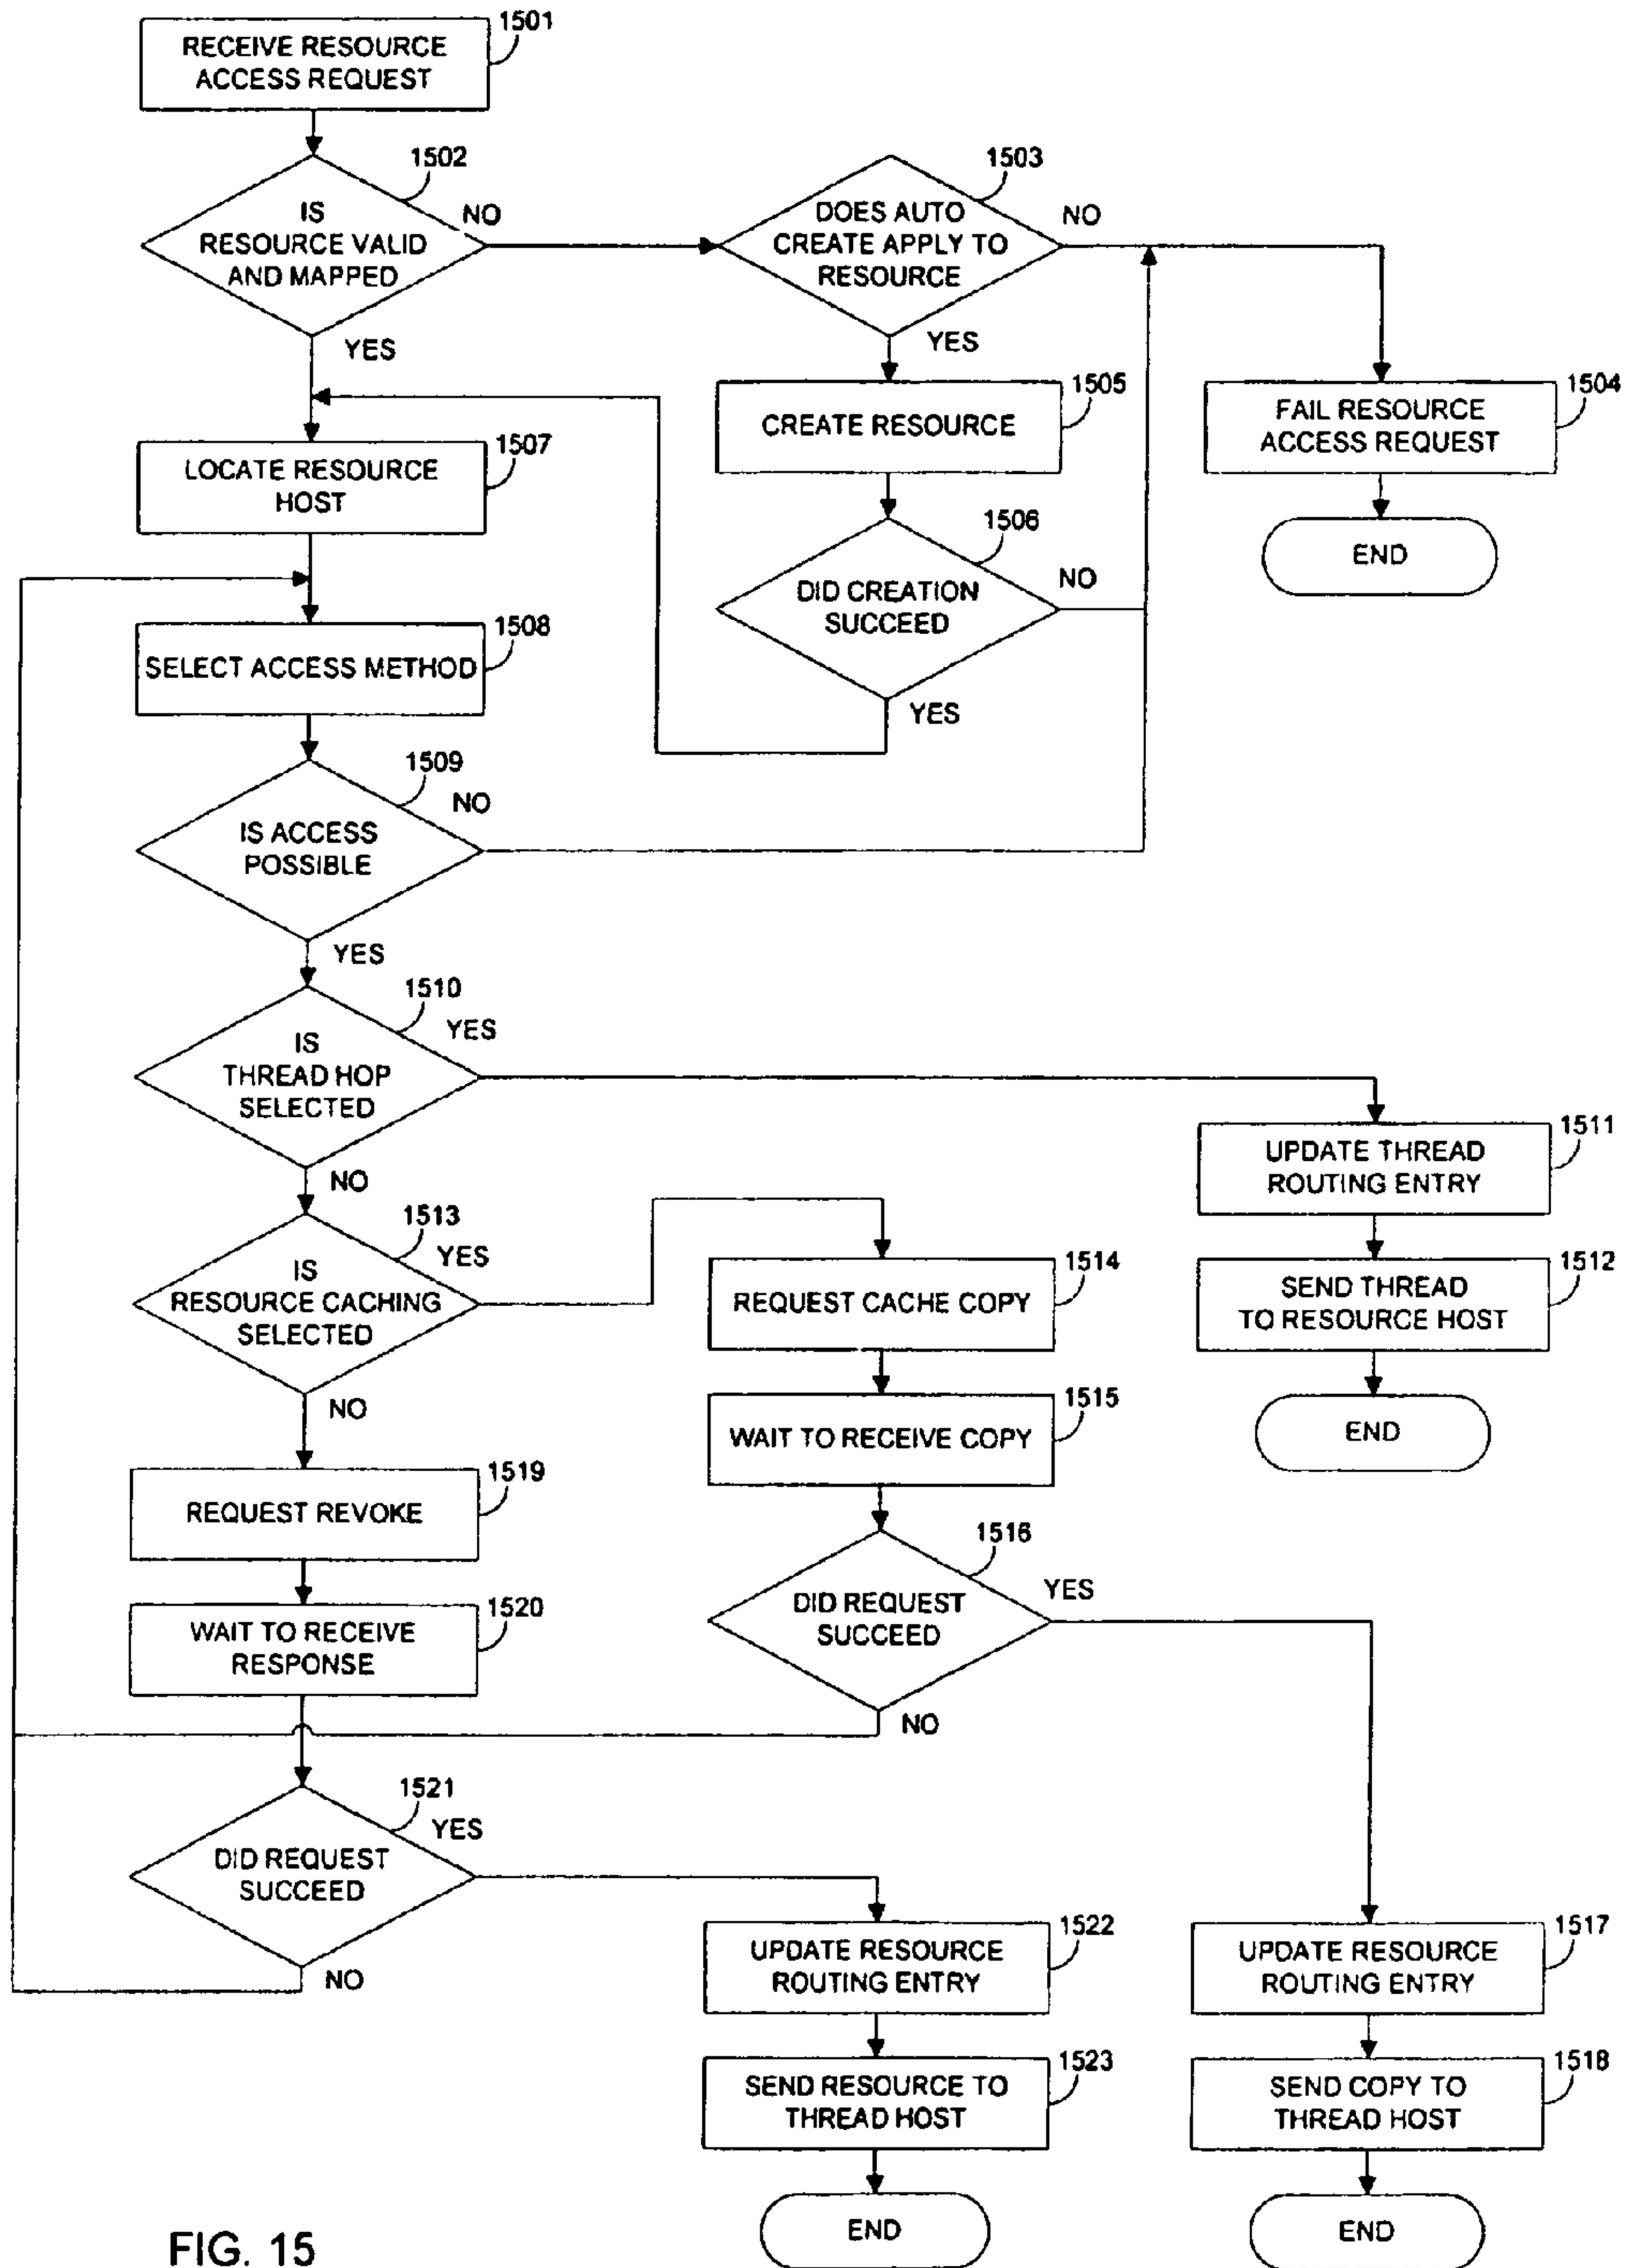 1501
RECEIVE RESOURCE
ACCESS REQUEST
1502
IS
RESOURCE VALID
AND MAPPED
NO
YES
1503
DOES AUTO
CREATE APPLY TO
RESOURCE
NO
YES
1504
FAIL RESOURCE
ACCESS REQUEST
END
1505
CREATE RESOURCE
1506
DID CREATION
SUCCEED
NO
YES
1507
LOCATE RESOURCE
HOST
1508
SELECT ACCESS METHOD
1509
IS ACCESS
POSSIBLE
NO
YES
1510
IS
THREAD HOP
SELECTED
YES
NO
1511
UPDATE THREAD
ROUTING ENTRY
1512
SEND THREAD
TO RESOURCE HOST
END
1513
IS
RESOURCE CACHING
SELECTED
YES
NO
1514
REQUEST CACHE COPY
1515
WAIT TO RECEIVE COPY
1516
DID REQUEST
SUCCEED
YES
NO
1519
REQUEST REVOKE
1520
WAIT TO RECEIVE
RESPONSE
1521
DID REQUEST
SUCCEED
YES
NO
1522
UPDATE RESOURCE
ROUTING ENTRY
1523
SEND RESOURCE TO
THREAD HOST
END
1517
UPDATE RESOURCE
ROUTING ENTRY
1518
SEND COPY TO
THREAD HOST
END
FIG. 15